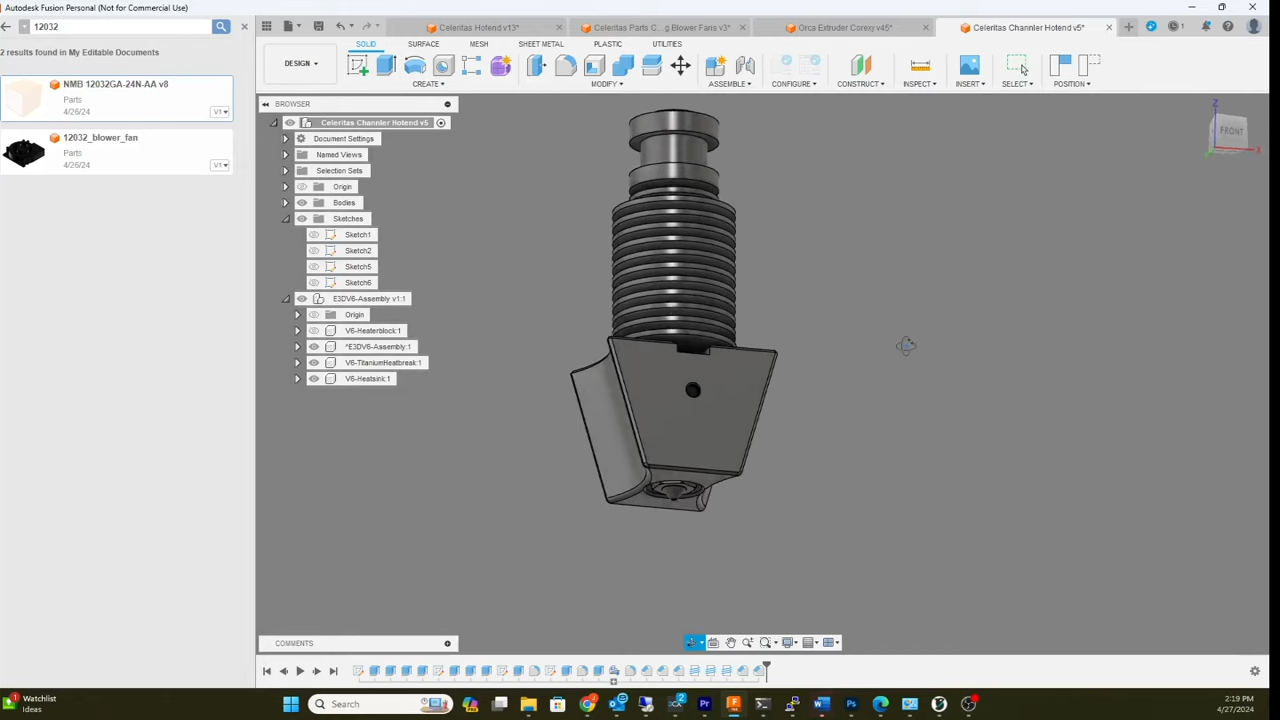 Autodesk Fusion Personal (Not for Commercial Use)
12032
2 results found in My Editable Documents
NMB 12032GA-24N-AA v8
Parts
4/26/24
V1
12032_blower_fan
Parts
4/26/24
V1
Celeritas Hotend v13*
Celeritas Parts C...g Blower Fans v3*
Orca Extruder Corexy v45*
Celeritas Channler Hotend v5*
1
DESIGN
SOLID
SURFACE
MESH
SHEET METAL
PLASTIC
UTILITIES
CREATE
MODIFY
ASSEMBLE
CONFIGURE
CONSTRUCT
INSPECT
INSERT
SELECT
POSITION
BROWSER
Celeritas Channler Hotend v5
Document Settings
Named Views
Selection Sets
Origin
Bodies
Sketches
Sketch1
Sketch2
Sketch5
Sketch6
E3DV6-Assembly v1:1
Origin
V6-Heaterblock:1
^E3DV6-Assembly:1
V6-TitaniumHeatbreak:1
V6-Heatsink:1
Z
FRONT
X
COMMENTS
1
Watchlist
Ideas
Search
2
Pr
F
W
Ps
2:19 PM
4/27/2024